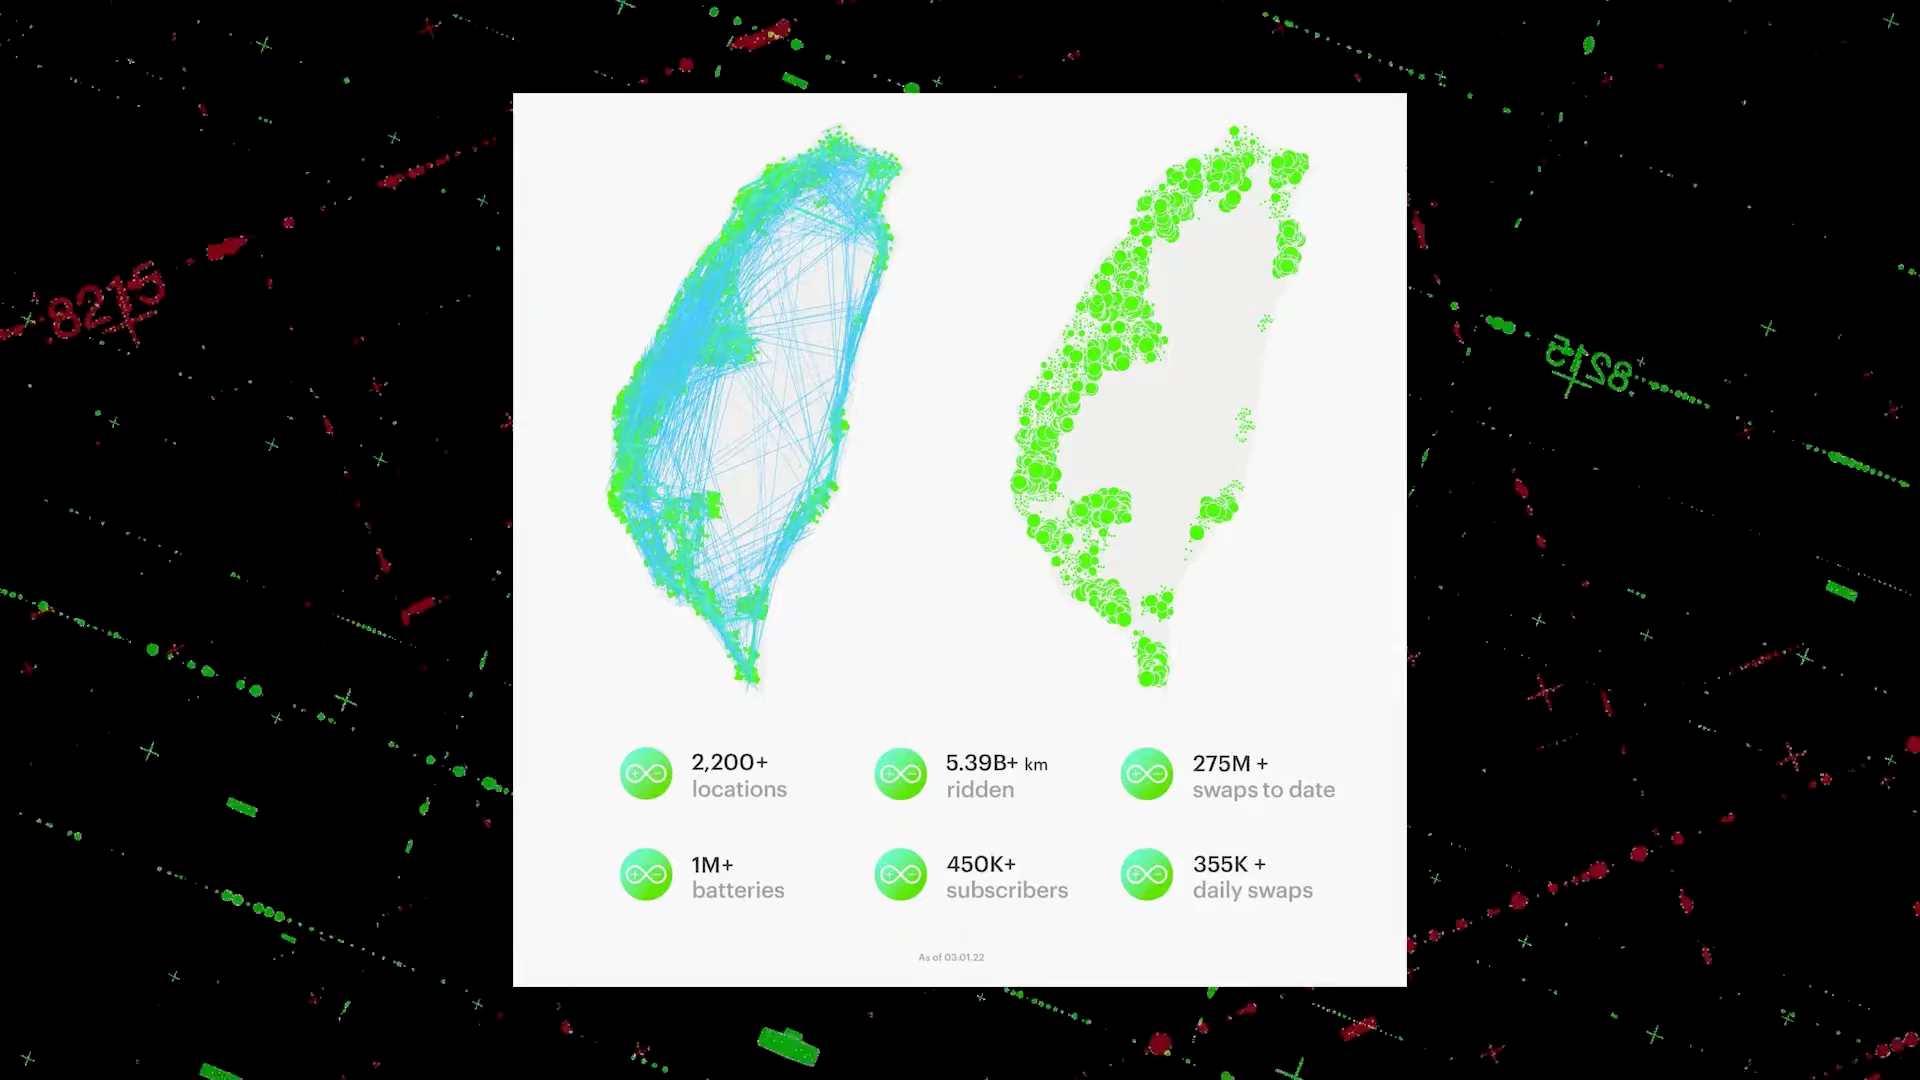 8215
8215
2,200+
locations
5.39B+ km
ridden
275M +
swaps to date
1M+
batteries
450K+
subscribers
355K +
daily swaps
As of 03.01.22